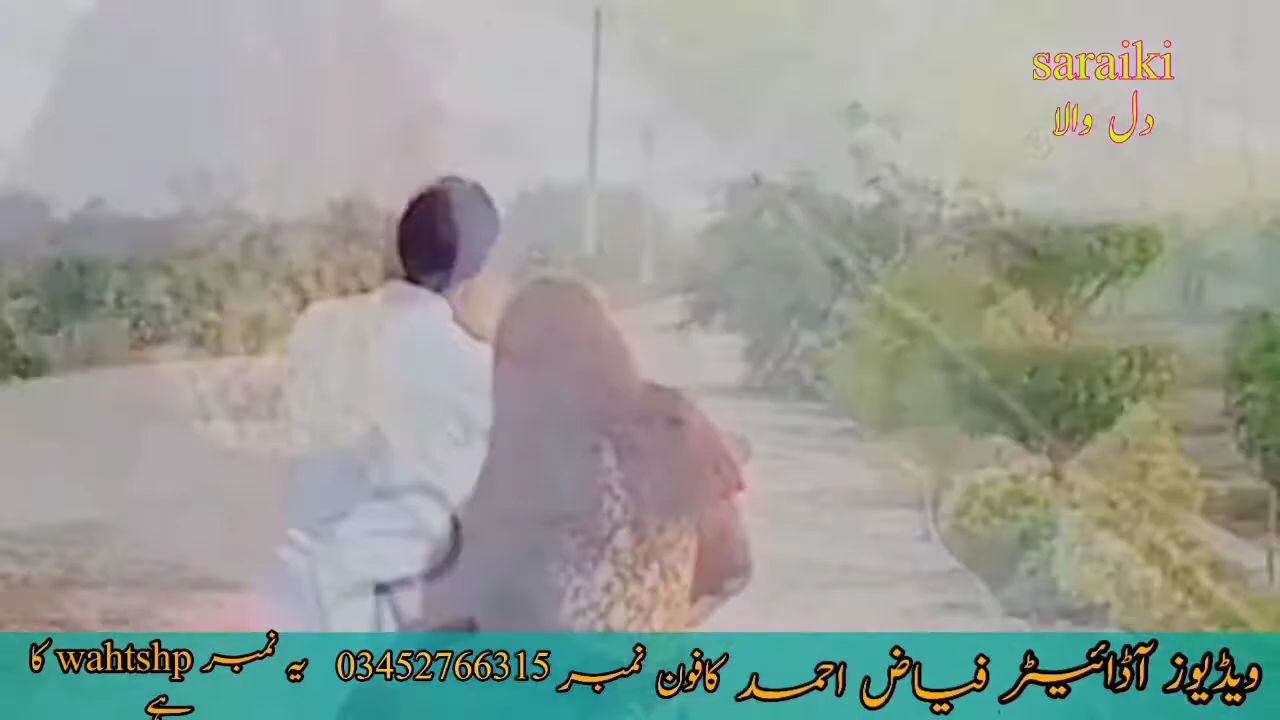 saraiki
دل والا
ویڈیوز آڈائیٹر فیاض احمد کافون نمبر 03452766315 یہ نمبر wahtshp کا
ہے